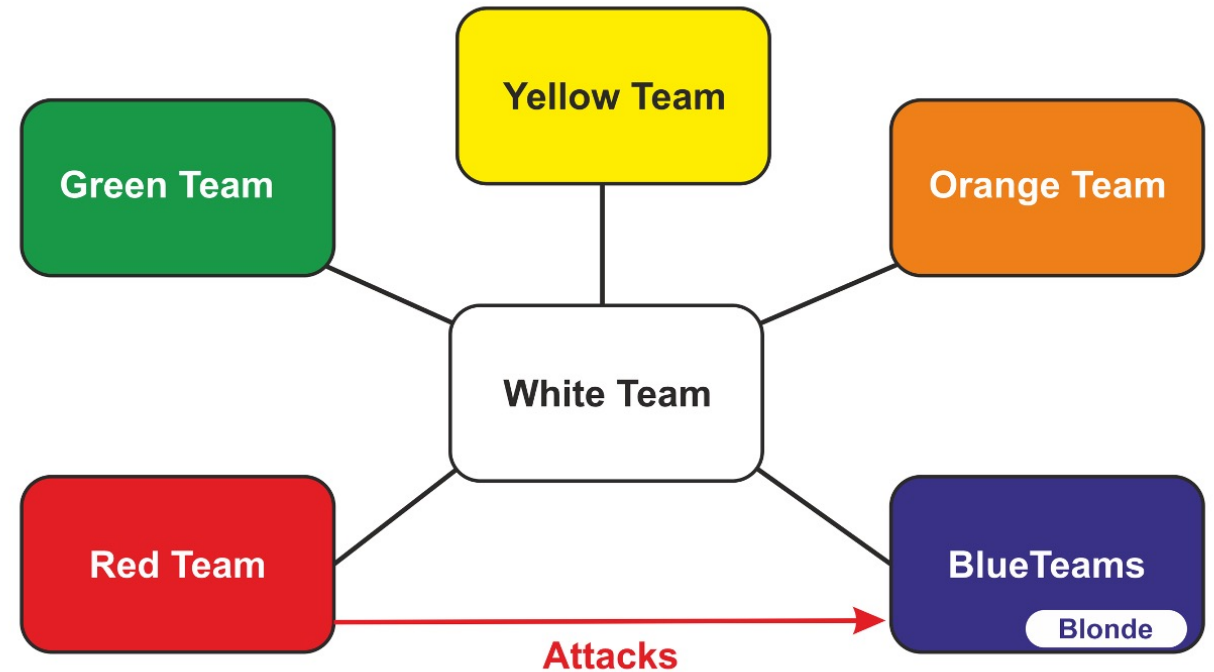 Yellow Team
Green Team
Orange Team
White Team
Red Team
BlueTeams
Blonde
Attacks